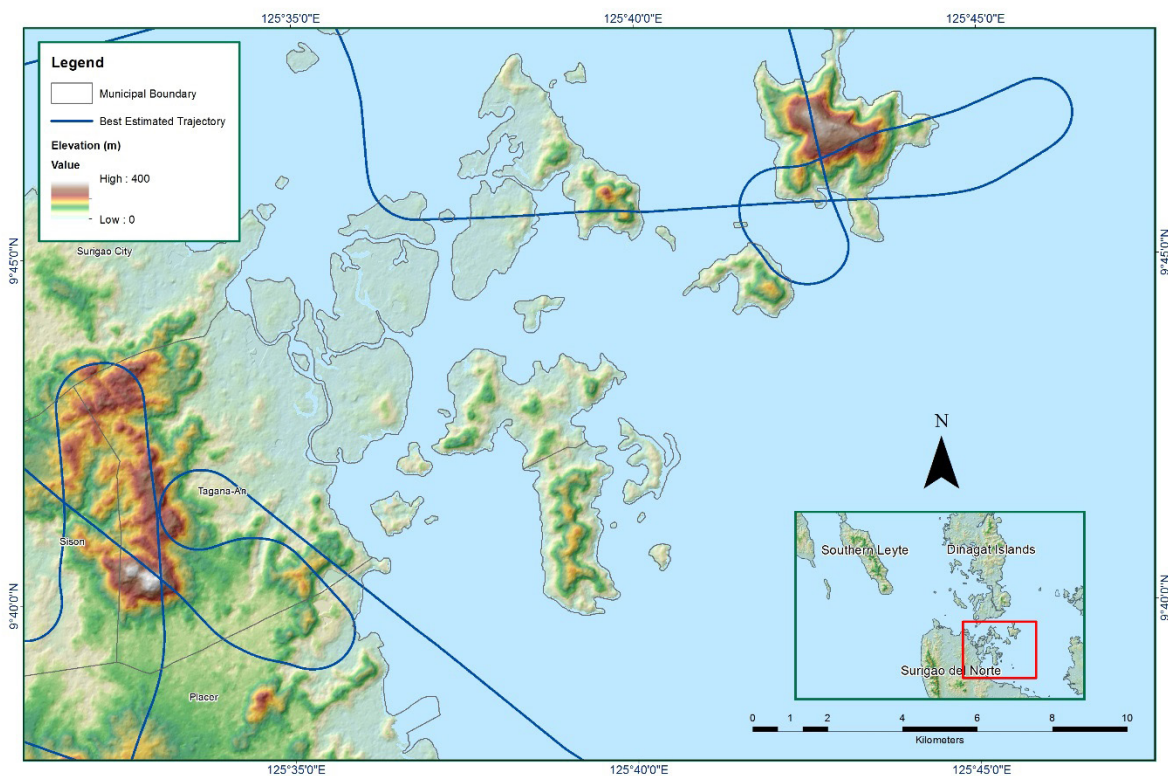 125°35'0"E
125°40'0"E
125°45'0"E
Legend
Municipal Boundary
Best Estimated Trajectory
Elevation (m)
Value
High : 400
Low : 0
Surigao City
9°45'0"N
9°45'0"N
N
Tagana-An
Sison
Southern Leyte
Dinagat Islands
9°40'0"N
9°40'0"N
Surigao del Norte
Placer
0 1 2 4 6 8 10
Kilometers
125°35'0"E
125°40'0"E
125°45'0"E